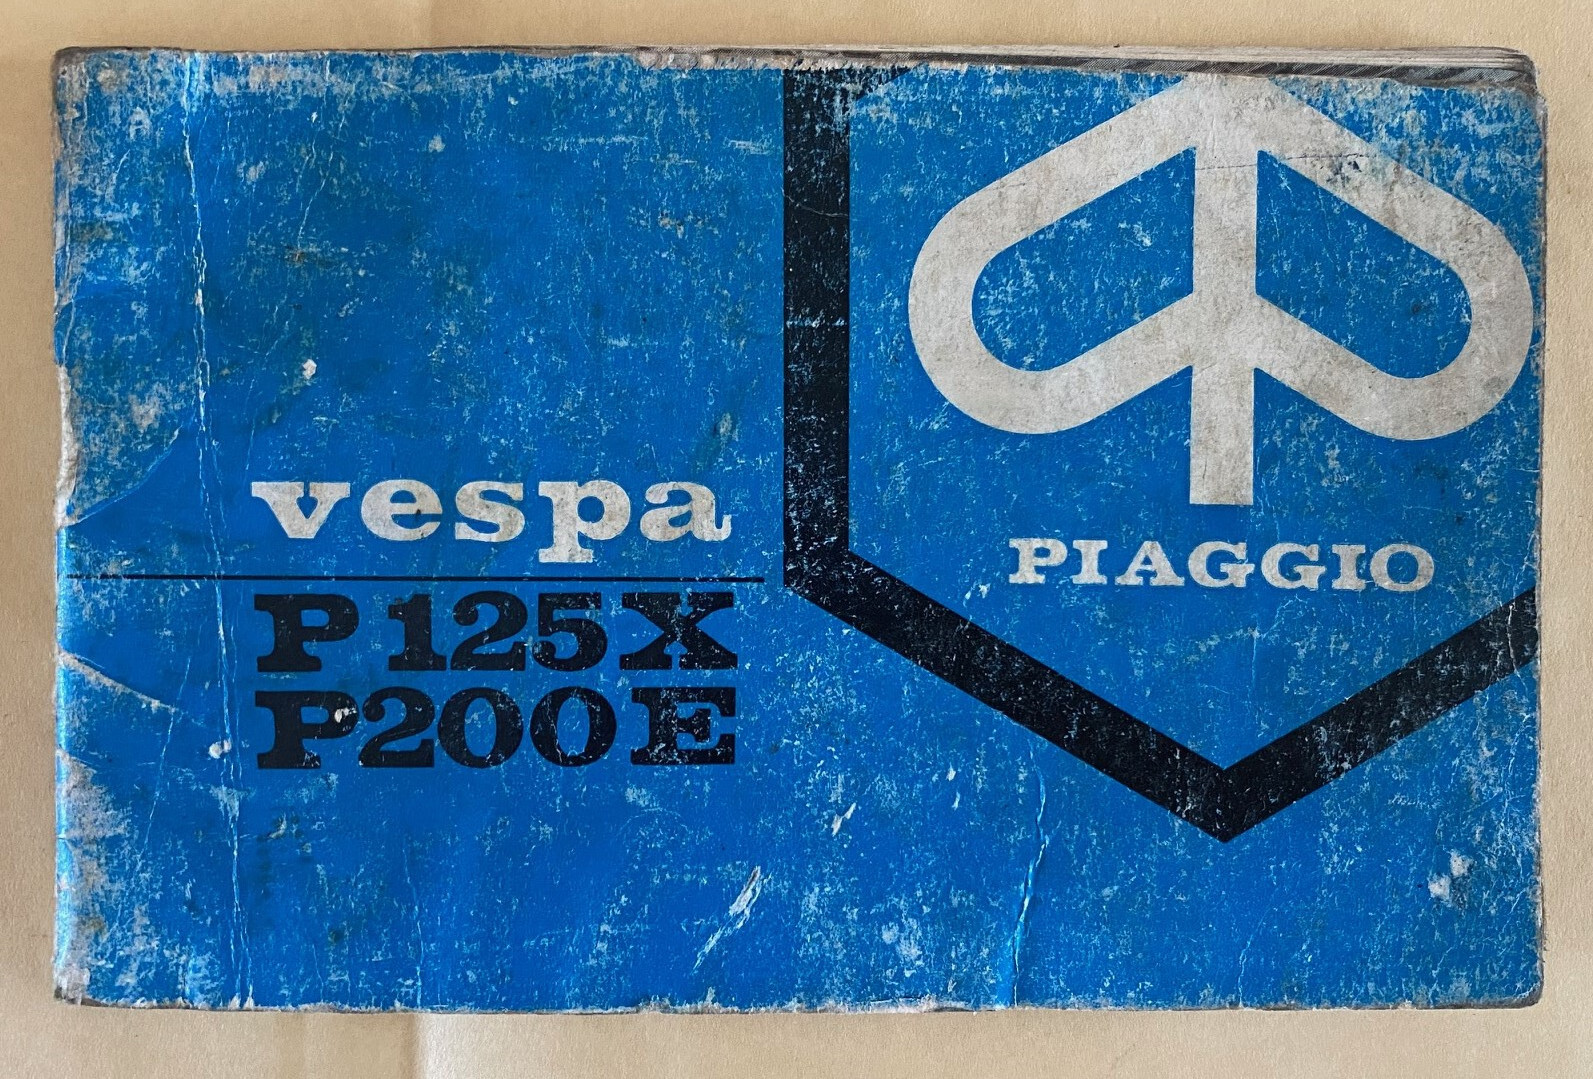 vespa
P125X
P200E
PIAGGIO